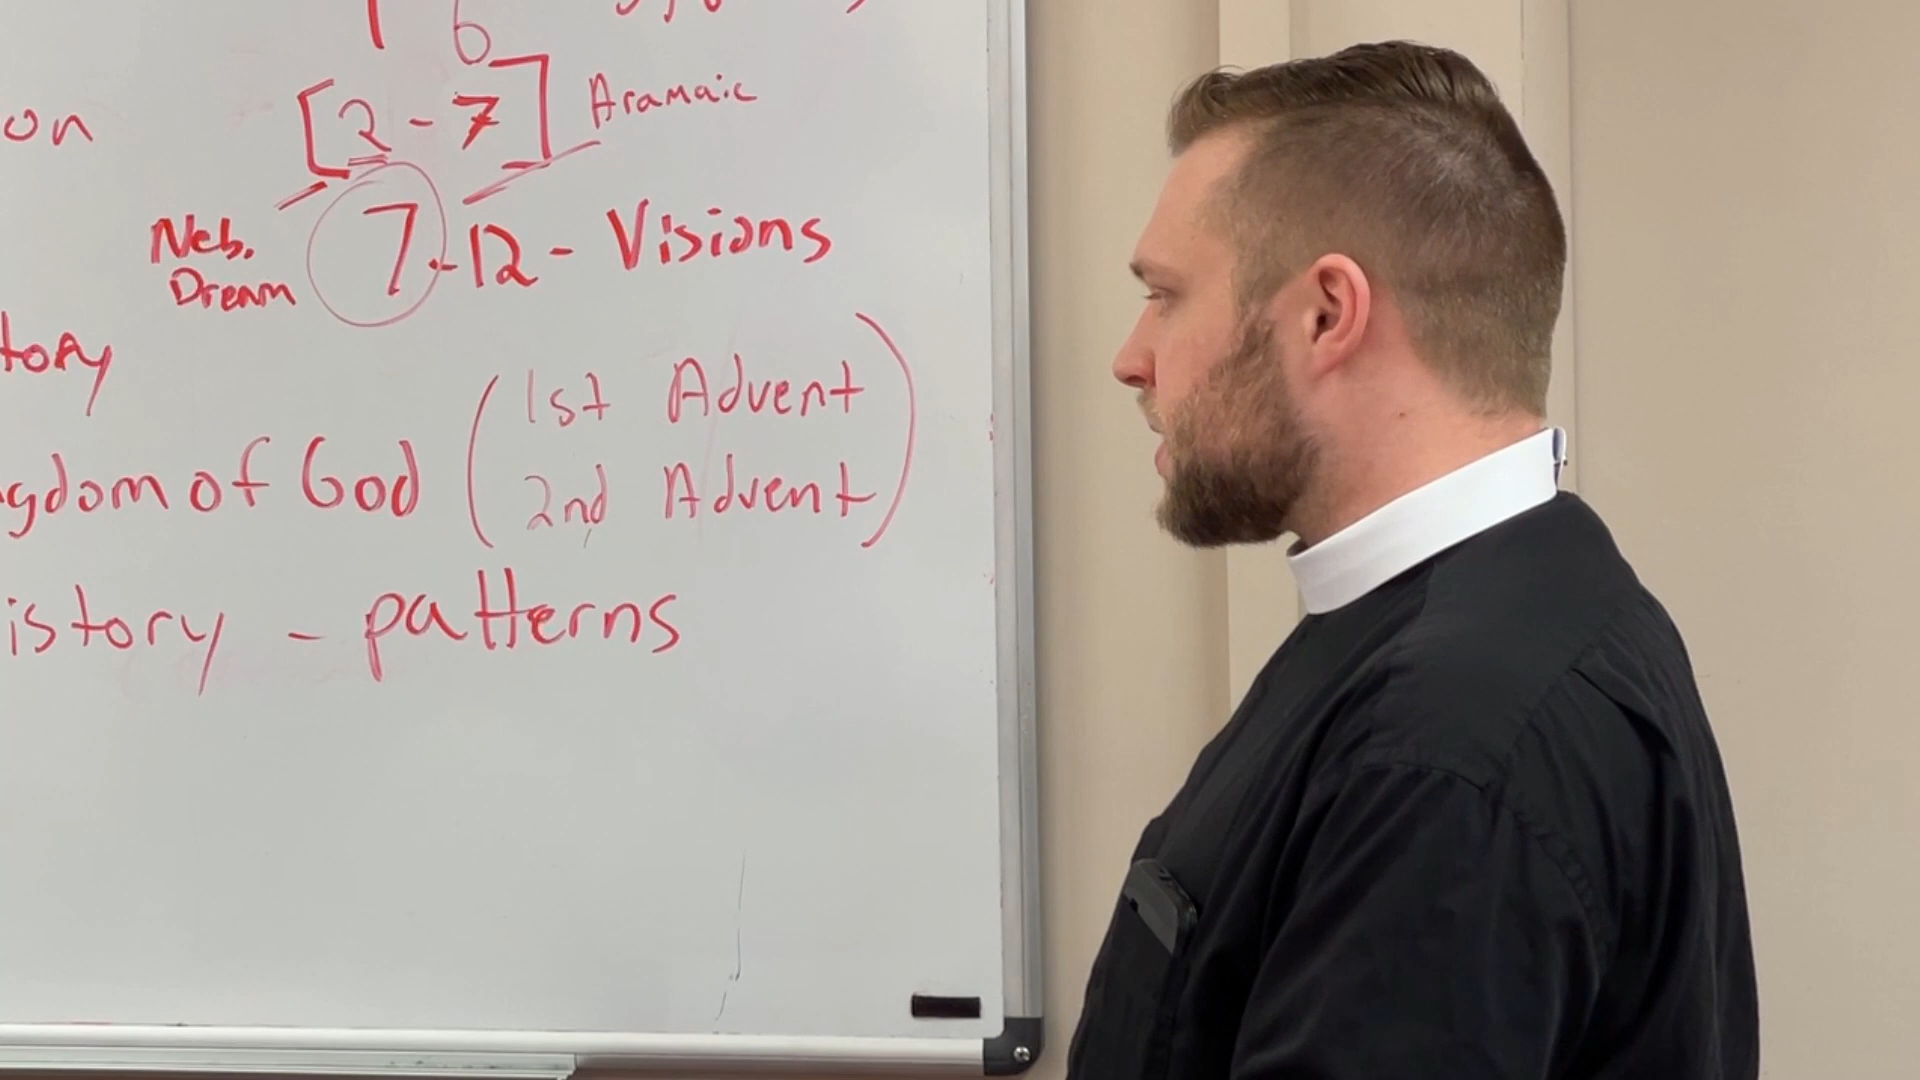 1 6
on
[2 - 7] Aramaic
Neb.
Dream
7 - 12 - Visions
tory
gdom of God (1st Advent
2nd Advent)
istory - patterns